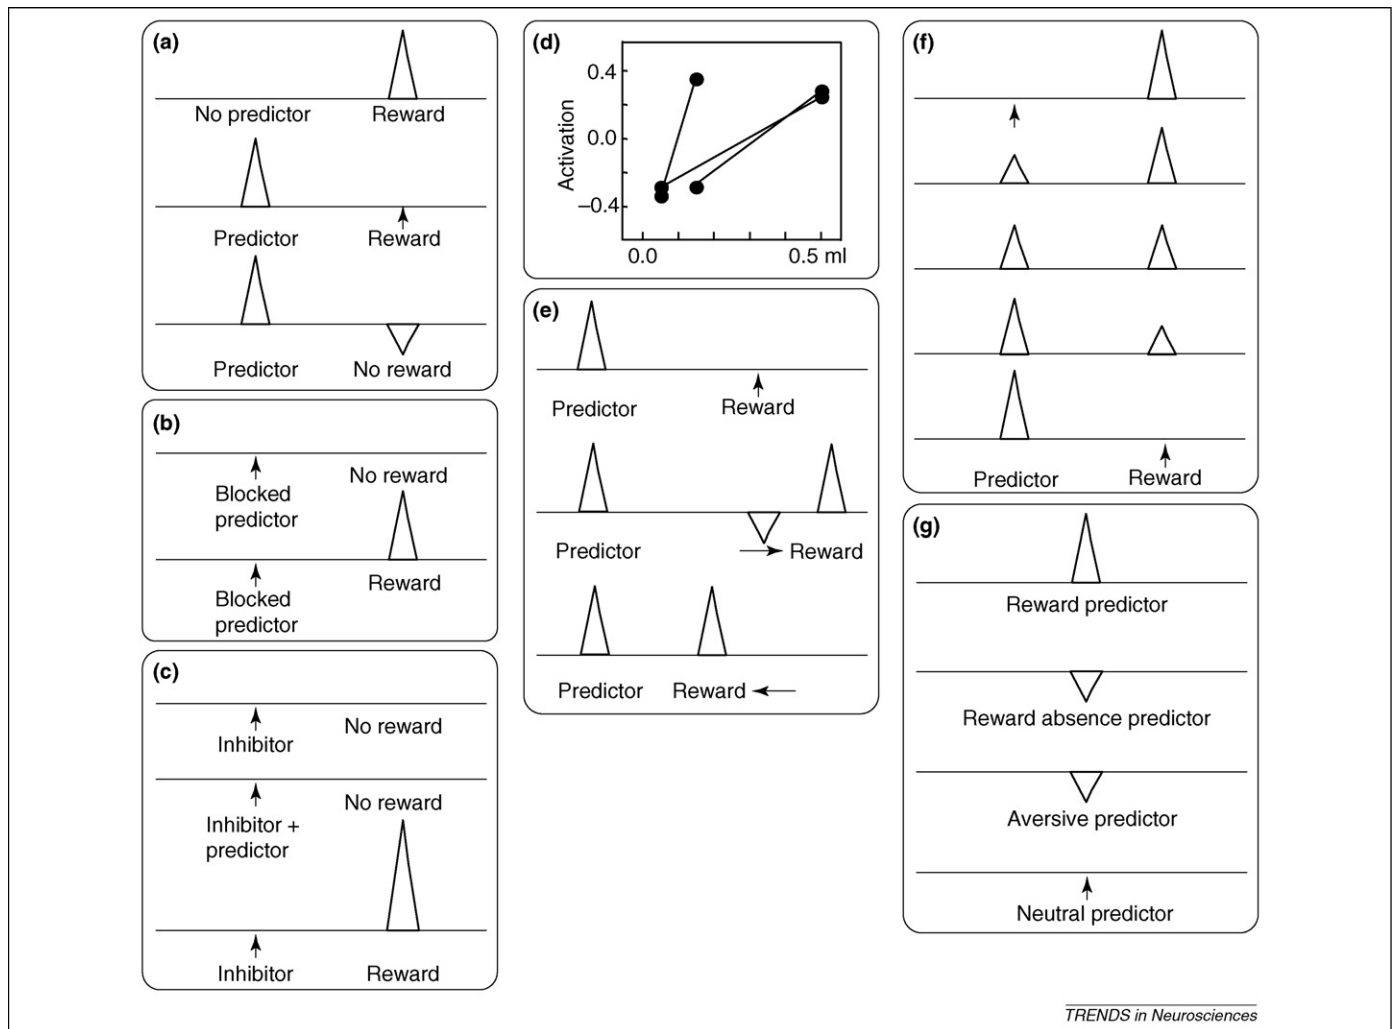 (a)
No predictor Reward
Predictor Reward
Predictor No reward
(b)
No reward
Blocked
predictor
Reward
Blocked
predictor
(c)
No reward
Inhibitor
No reward
Inhibitor +
predictor
Inhibitor Reward
(d)
Activation
0.4
0.0
–0.4
0.0 0.5 ml
(e)
Predictor Reward
Predictor Reward
Predictor Reward
(f)
Predictor Reward
(g)
Reward predictor
Reward absence predictor
Aversive predictor
Neutral predictor
TRENDS in Neurosciences